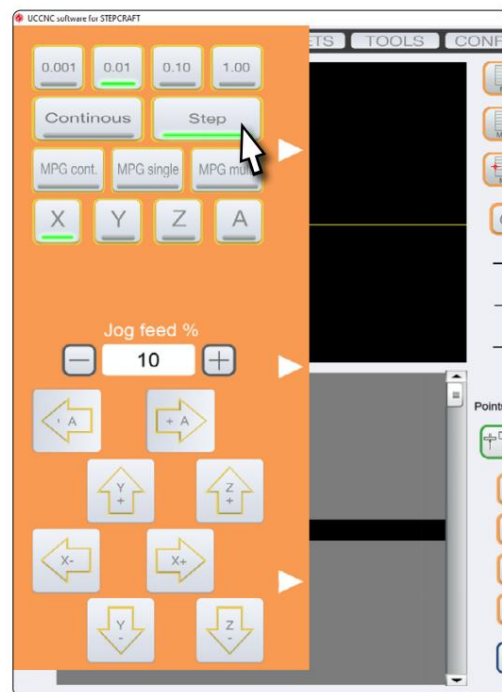 UCCNC software for STEPCRAFT
TOOLS
0.001 0.01 0.10 1.00
Continous Step
MPG cont. MPG single
X Y Z A
Jog feed %
10
A + A
Y + Z +
X- X+
Y - Z -